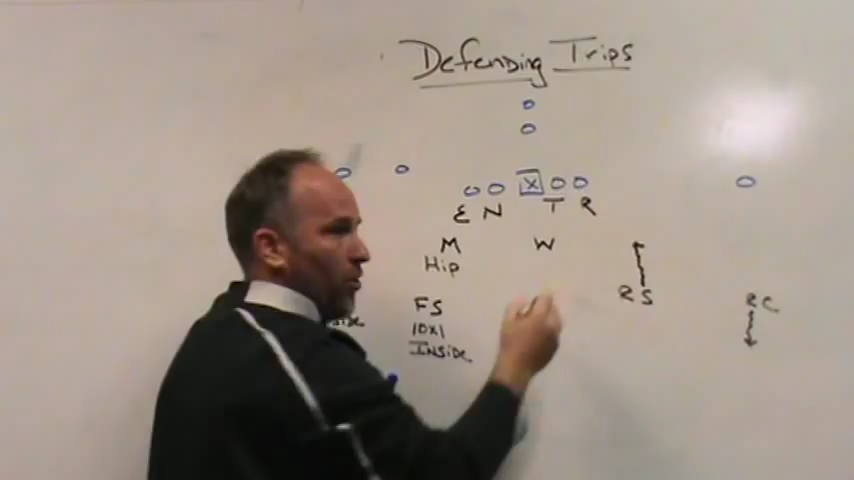 Defending Trips
X
E N T R
M W
Hip
RS
RC
FS
10x1
Inside